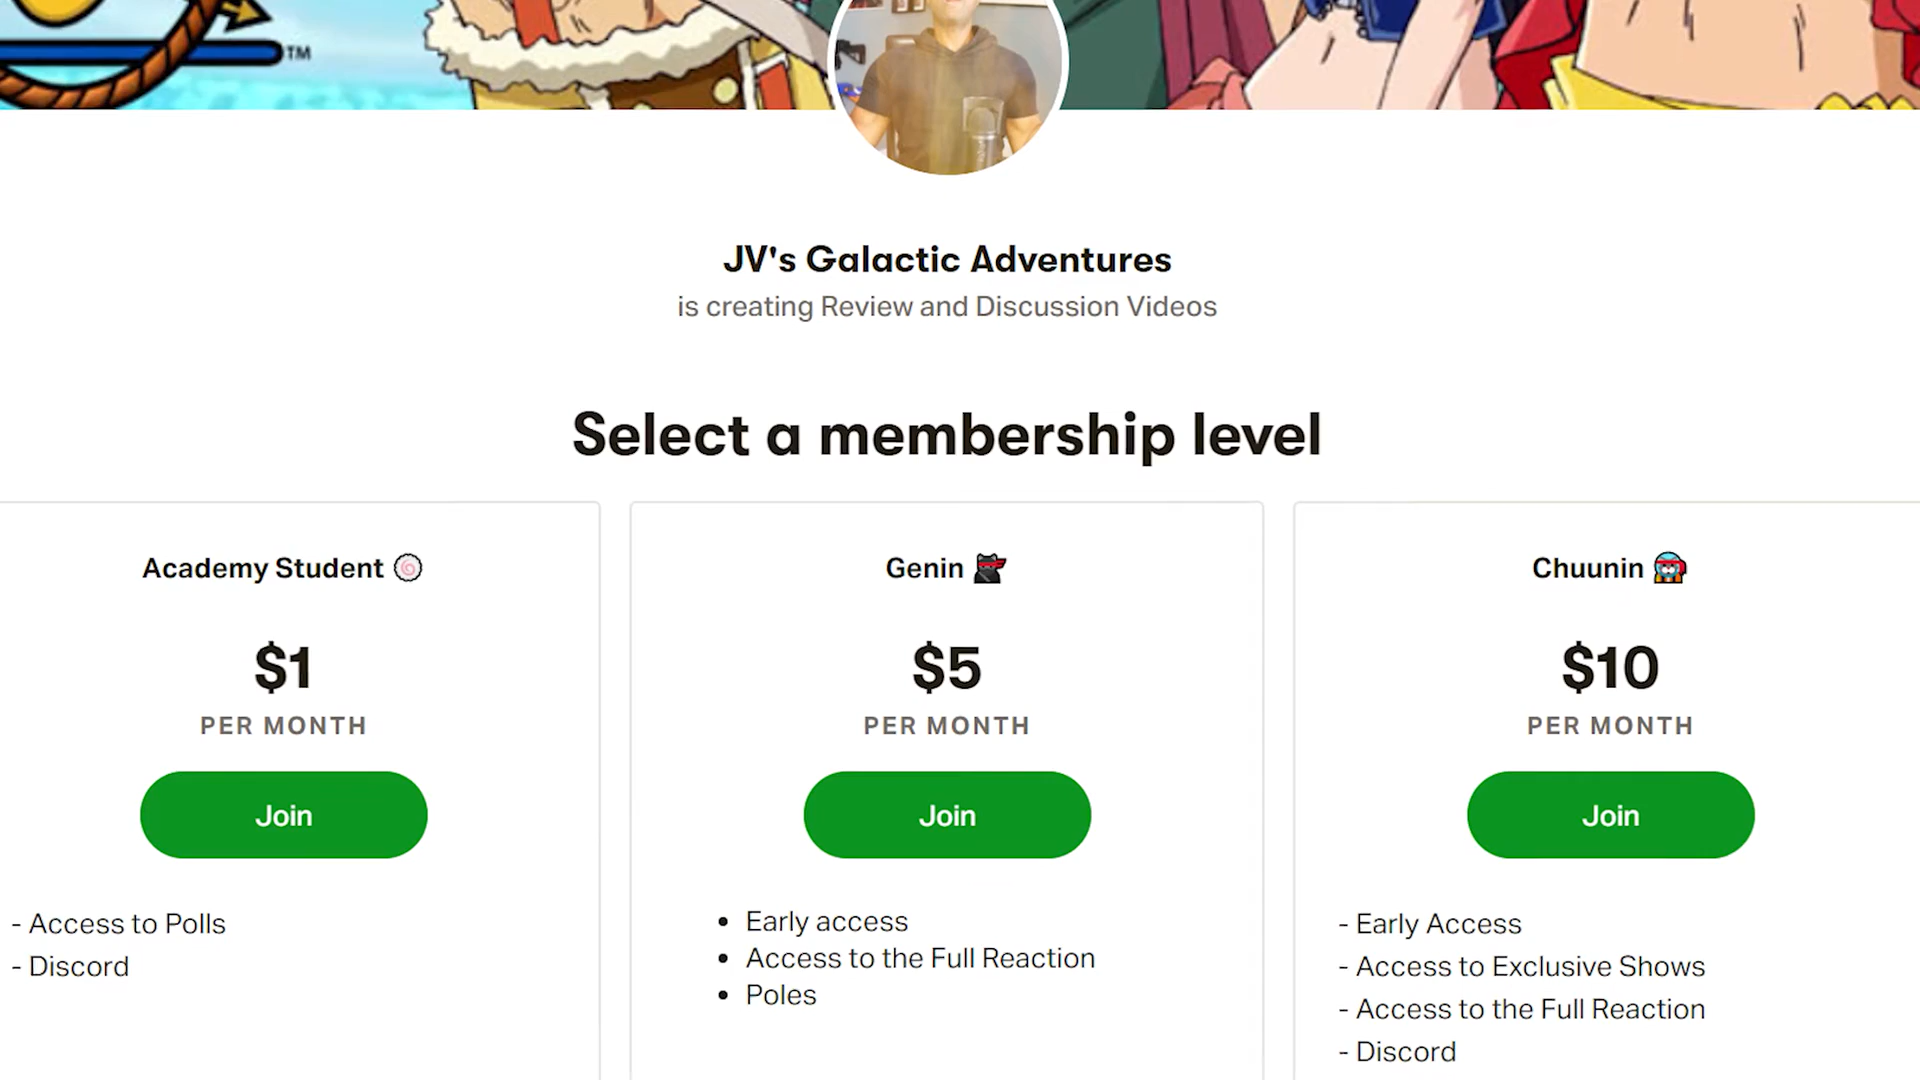 TM
JV's Galactic Adventures
is creating Review and Discussion Videos
Select a membership level
Academy Student
$1
PER MONTH
Join
- Access to Polls
- Discord
Genin
$5
PER MONTH
Join
• Early access
• Access to the Full Reaction
• Poles
Chuunin
$10
PER MONTH
Join
- Early Access
- Access to Exclusive Shows
- Access to the Full Reaction
- Discord